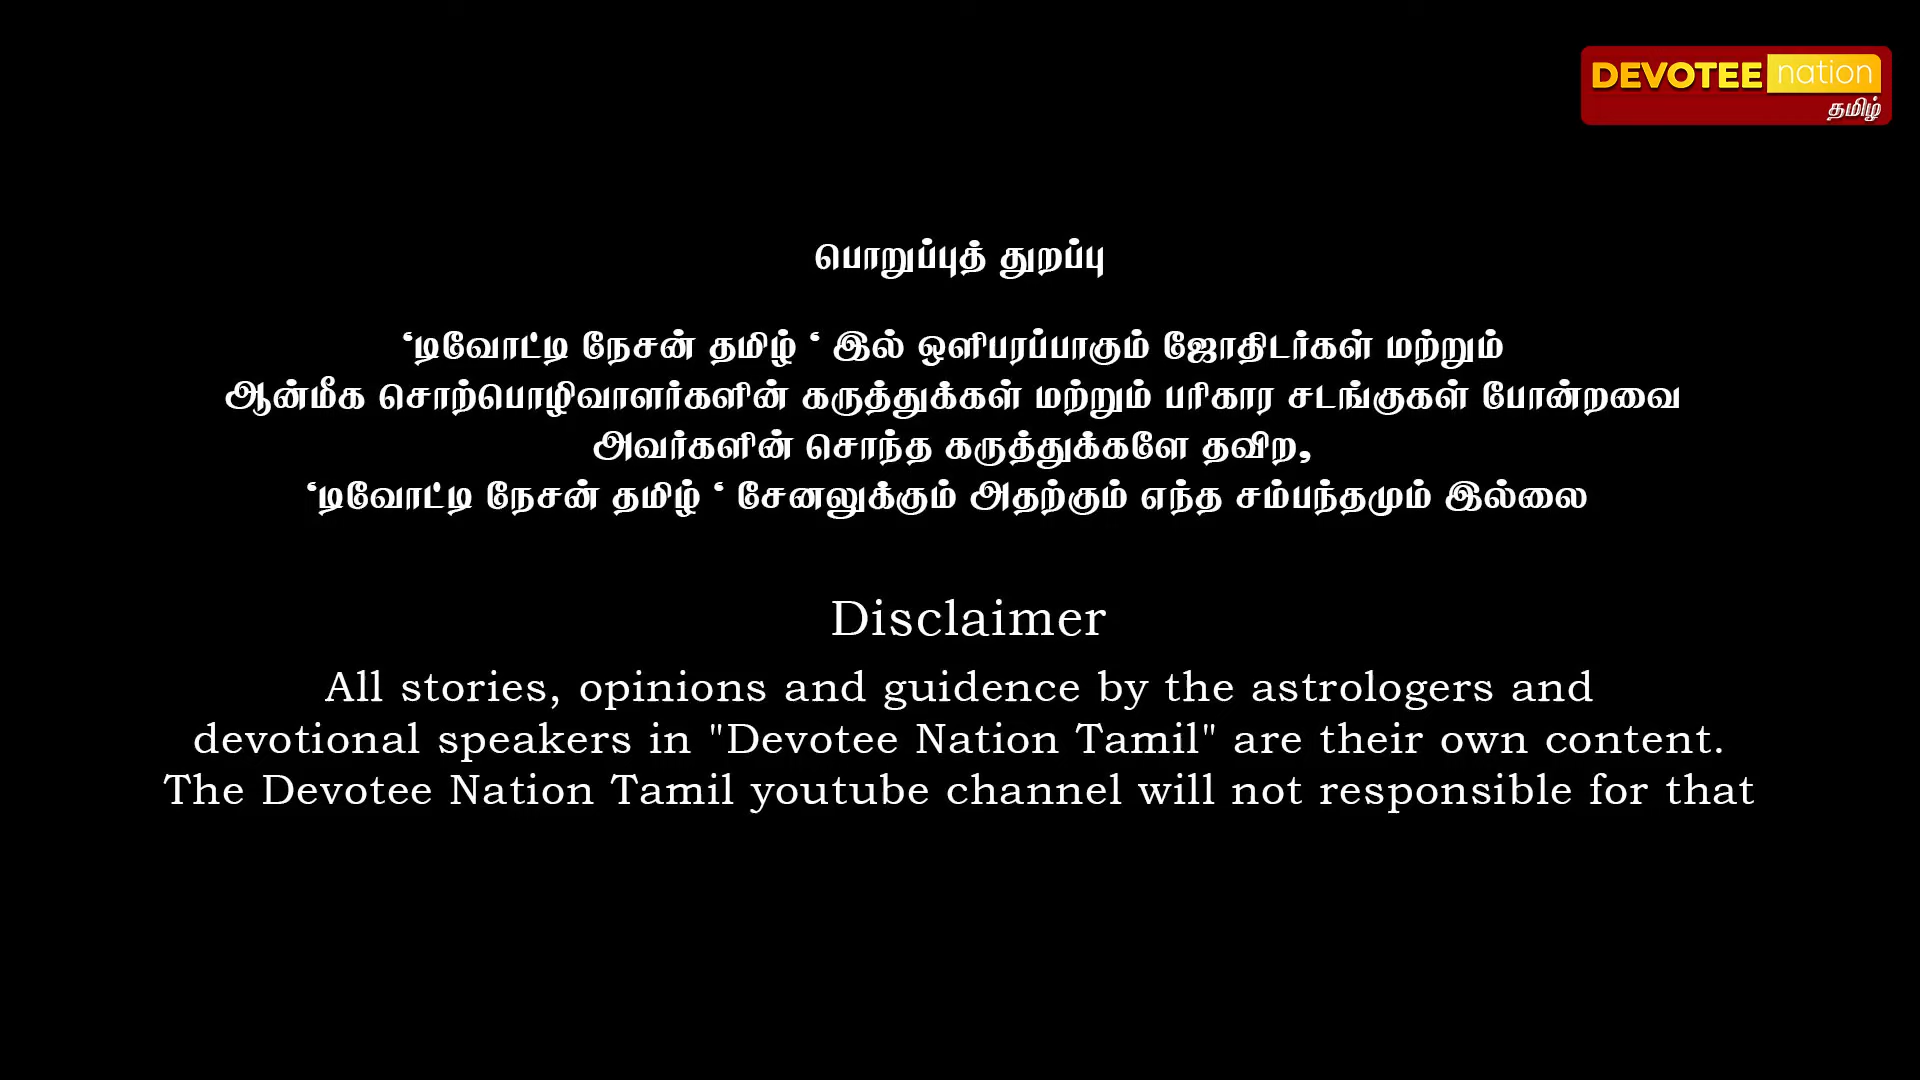 DEVOTEE nation
தமிழ்
பொறுப்புத் துறப்பு
‘டிவோட்டி நேசன் தமிழ் ‘ இல் ஒளிபரப்பாகும் ஜோதிடர்கள் மற்றும்
ஆன்மீக சொற்பொழிவாளர்களின் கருத்துக்கள் மற்றும் பரிகார சடங்குகள் போன்றவை
அவர்களின் சொந்த கருத்துக்களே தவிற,
‘டிவோட்டி நேசன் தமிழ் ‘ சேனலுக்கும் அதற்கும் எந்த சம்பந்தமும் இல்லை
Disclaimer
All stories, opinions and guidence by the astrologers and
devotional speakers in "Devotee Nation Tamil" are their own content.
The Devotee Nation Tamil youtube channel will not responsible for that